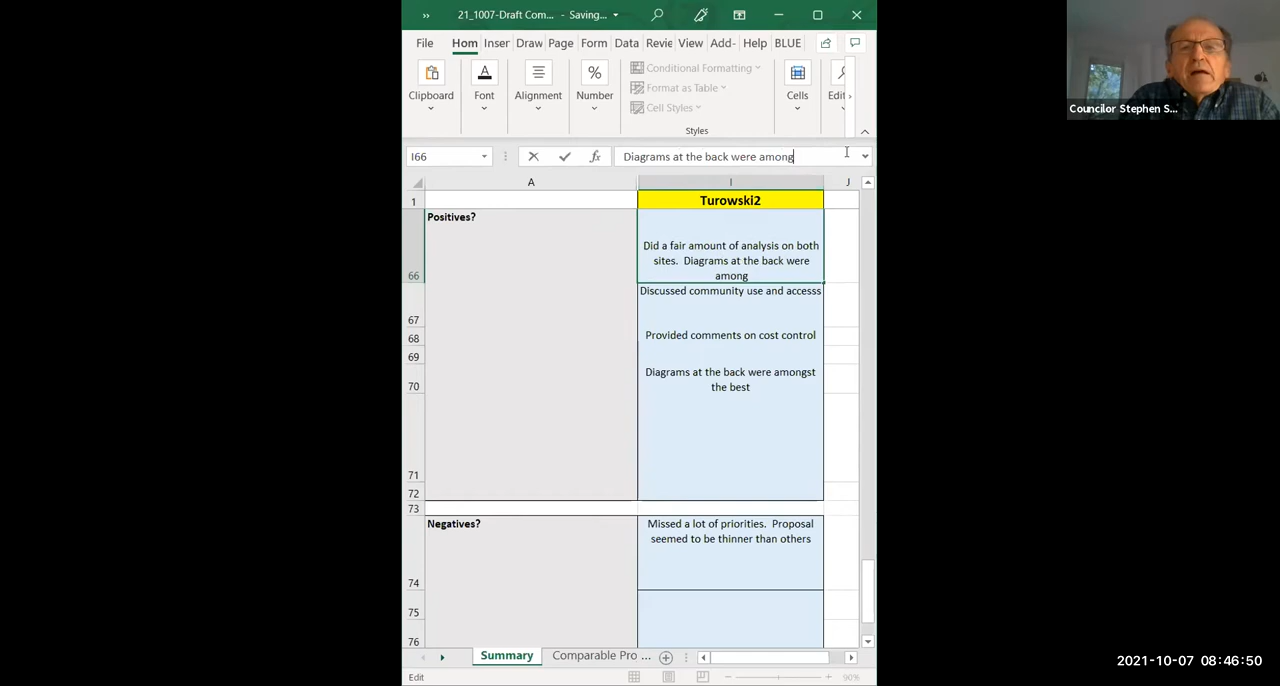 21_1007-Draft Com... - Saving...
File Hom Inser Draw Page Form Data Revie View Add- Help BLUE
Clipboard Font Alignment Number Conditional Formatting Format as Table Cell Styles Styles Cells Edit
I66 fx Diagrams at the back were among
A I J
1 Turowski2
Positives?
Did a fair amount of analysis on both
sites. Diagrams at the back were
66 among
Discussed community use and accesss
67
68 Provided comments on cost control
69
Diagrams at the back were amongst
70 the best
71
72
73
Negatives? Missed a lot of priorities. Proposal
seemed to be thinner than others
74
75
76
Summary Comparable Pro ...
Edit 90%
Councilor Stephen S...
2021-10-07 08:46:50